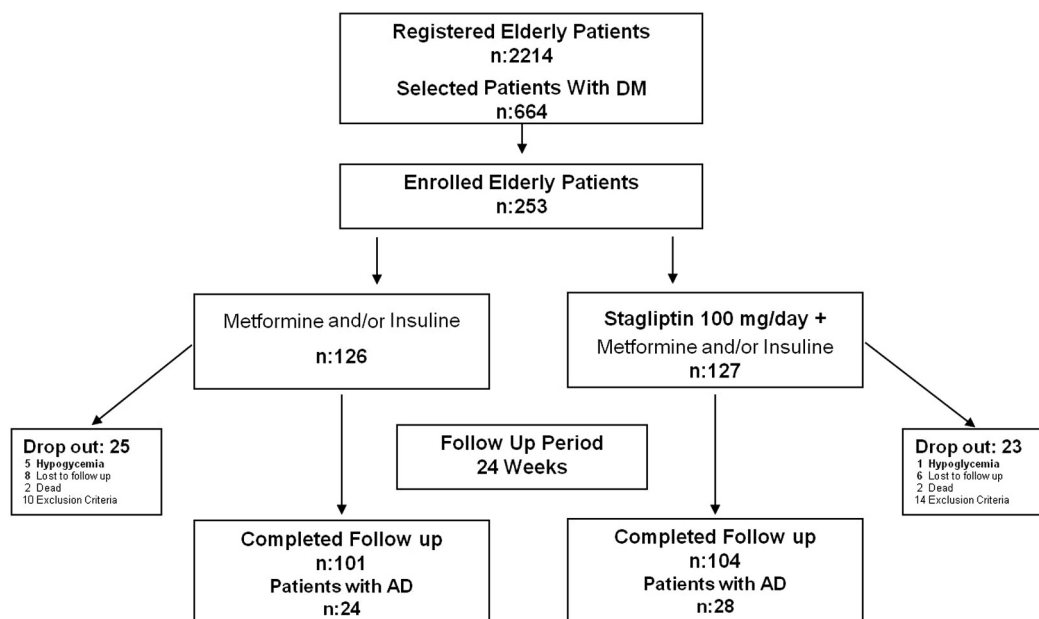 Registered Elderly Patients
n:2214
Selected Patients With DM
n:664
Enrolled Elderly Patients
n:253
Metformine and/or Insuline
n:126
Stagliptin 100 mg/day +
Metformine and/or Insuline
n:127
Drop out: 25
5 Hypogycemia
8 Lost to follow up
2 Dead
10 Exclusion Criteria
Follow Up Period
24 Weeks
Drop out: 23
1 Hypoglycemia
6 Lost to follow up
2 Dead
14 Exclusion Criteria
Completed Follow up
n:101
Patients with AD
n:24
Completed Follow up
n:104
Patients with AD
n:28